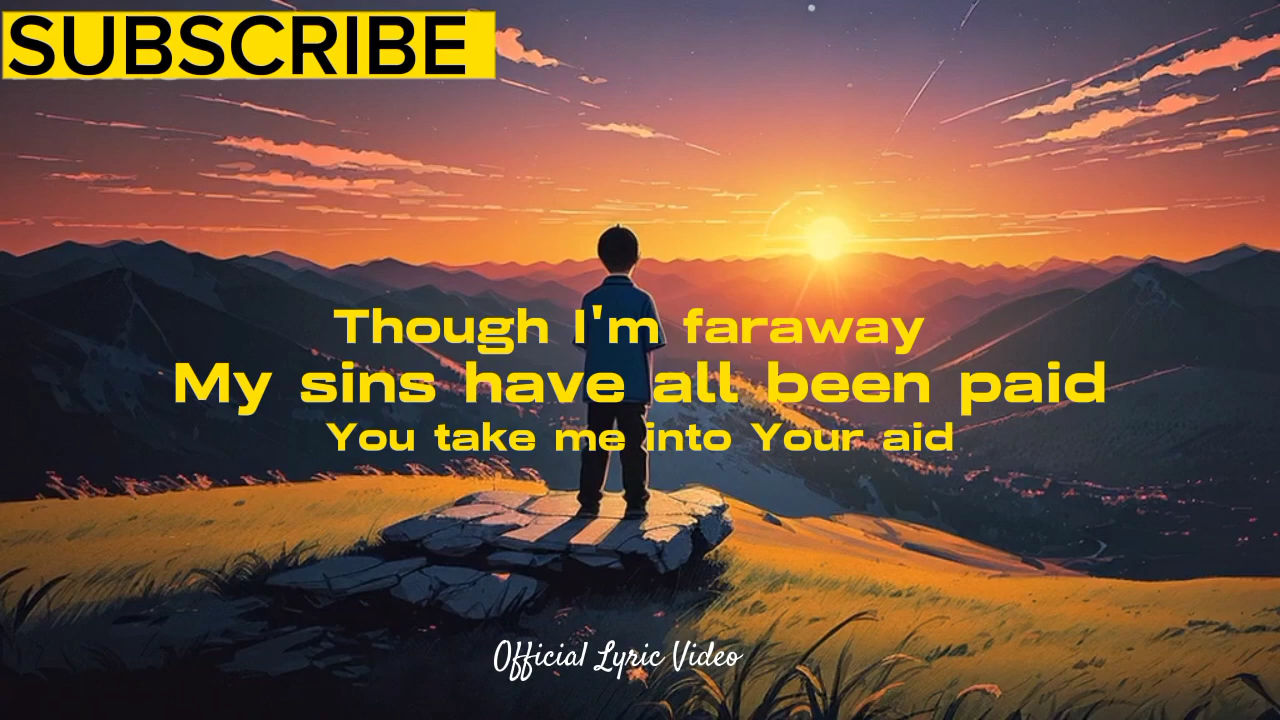 SUBSCRIBE
Though I'm faraway
My sins have all been paid
You take me into Your aid
Official Lyric Video